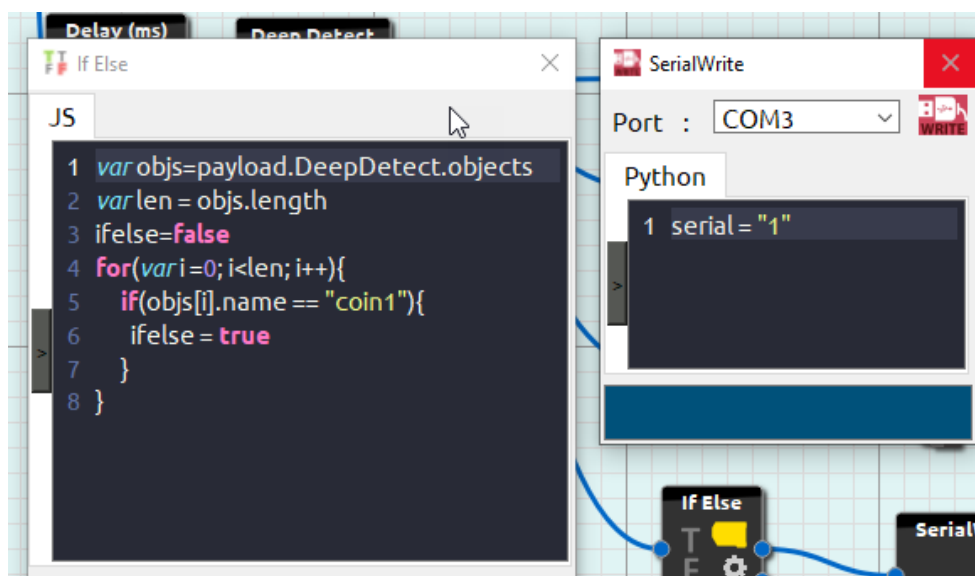 Delay (ms)
Deep Detect
If Else
JS
1 var objs=payload.DeepDetect.objects
2 var len = objs.length
3 ifelse=false
4 for(var i =0; i<len; i++){
5 if(objs[i].name == "coin1"){
6 ifelse = true
7 }
8 }
>
SerialWrite
Port :
COM3
WRITE
Python
1 serial = "1"
>
If Else
T
F
Serial